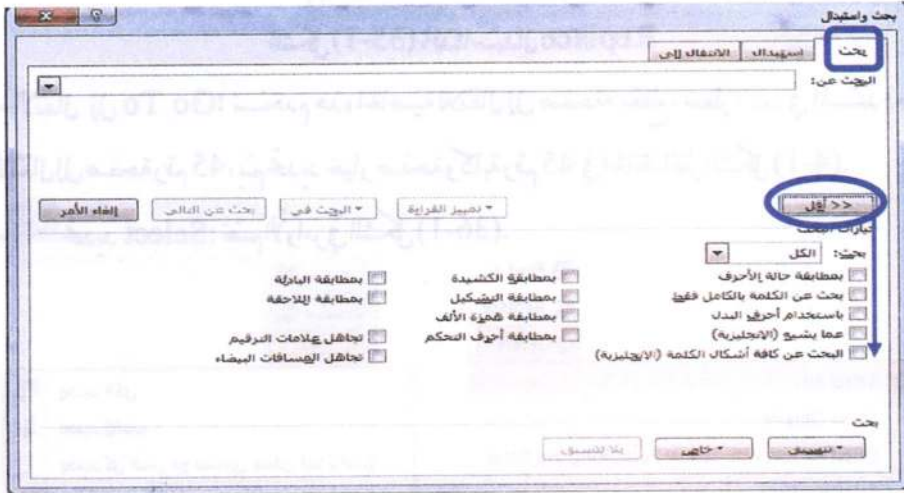 بحث واستبدال
بحث استبدال الانتقال إلى
البحث عن:
<< أقل تمييز القراءة البحث في بحث عن التالي إلغاء الأمر
خيارات البحث
بحث: الكل
بمطابقة حالة الأحرف بمطابقة الكشيدة بمطابقة البادئة
بحث عن الكلمة بالكامل فقط بمطابقة التشكيل بمطابقة اللاحقة
باستخدام أحرف البدل بمطابقة همزة الألف
عما يشبع (الانجليزية) بمطابقة أحرف التحكم تجاهل علامات الترقيم
البحث عن كافة أشكال الكلمة (الانجليزية) تجاهل المسافات البيضاء
بحث
تنسيق خاص بلا تنسيق